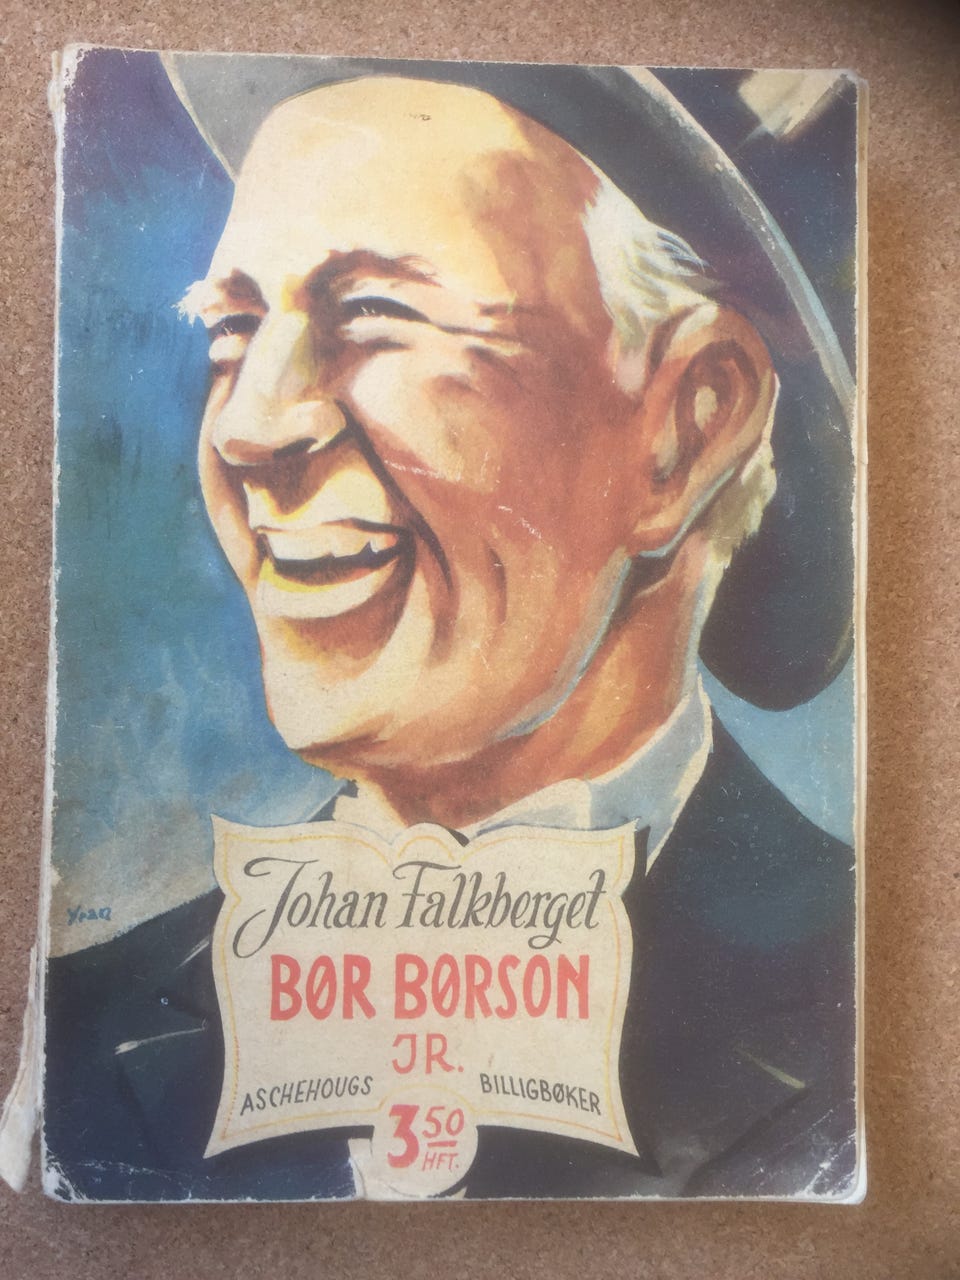 Johan Falkberget
BØR BØRSON
JR.
ASCHEHOUGS BILLIGBØKER
3 50
HFT.